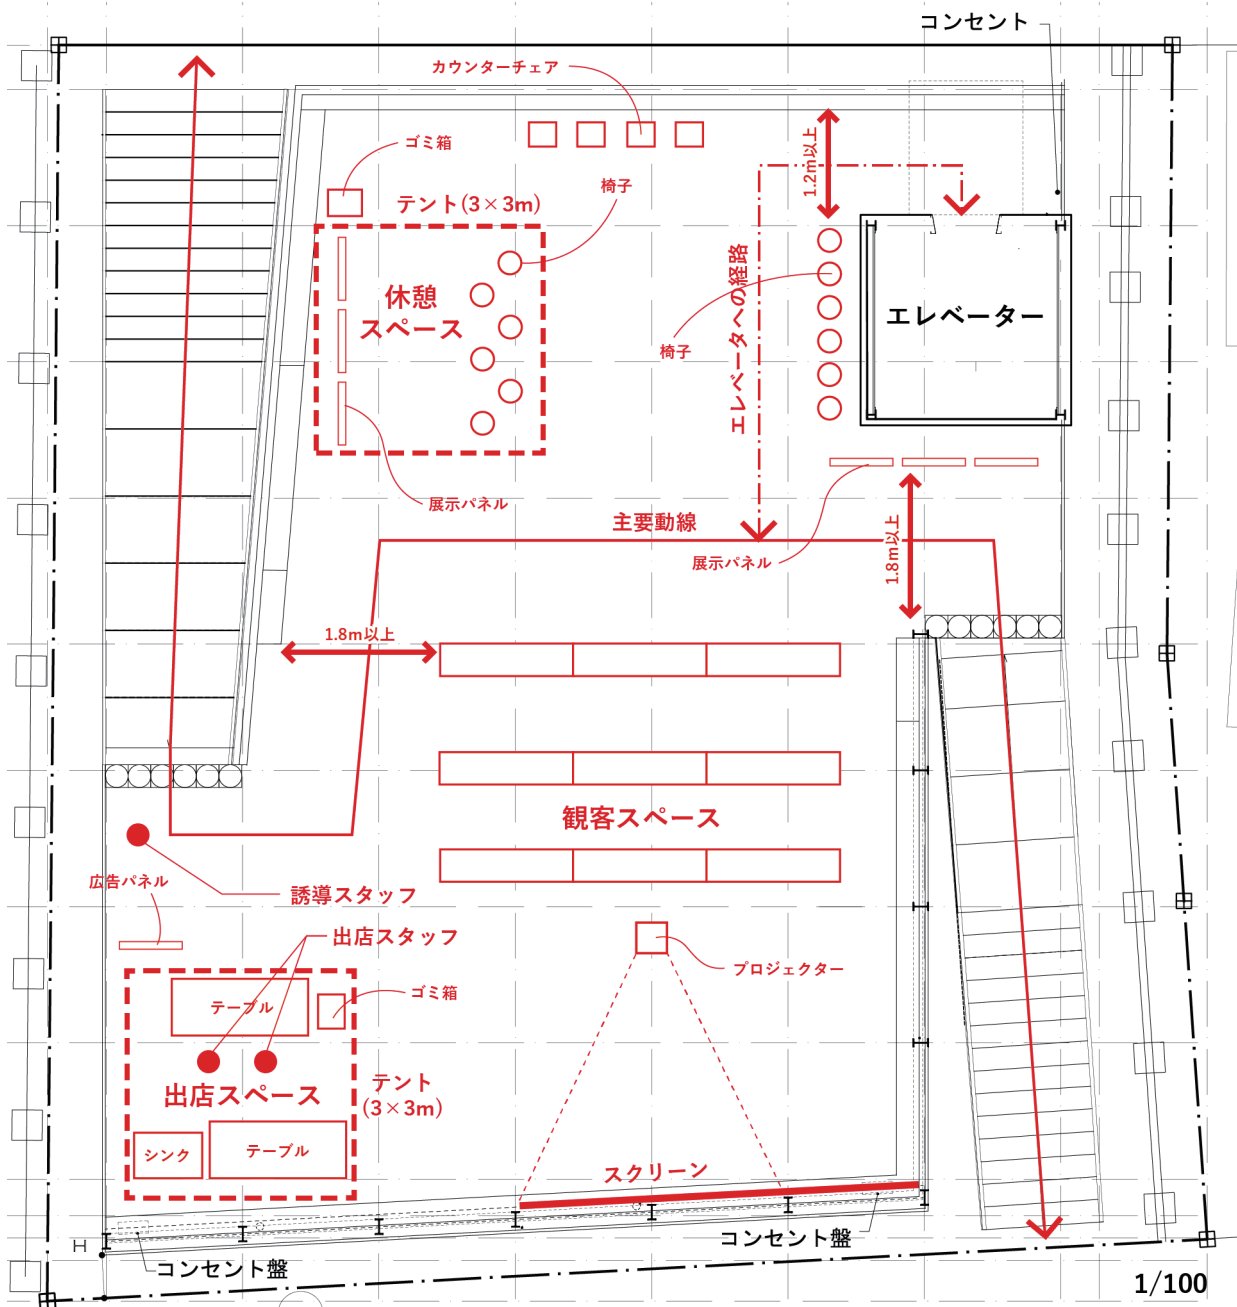 コンセント
カウンターチェア
ゴミ箱
1.2m以上
椅子
テント(3×3m)
休憩
スペース
エレベータへの経路
エレベーター
椅子
展示パネル
主要動線
展示パネル
1.8m以上
1.8m以上
観客スペース
広告パネル
誘導スタッフ
出店スタッフ
プロジェクター
ゴミ箱
テーブル
出店スペース
テント
(3×3m)
シンク
テーブル
スクリーン
コンセント盤
コンセント盤
1/100